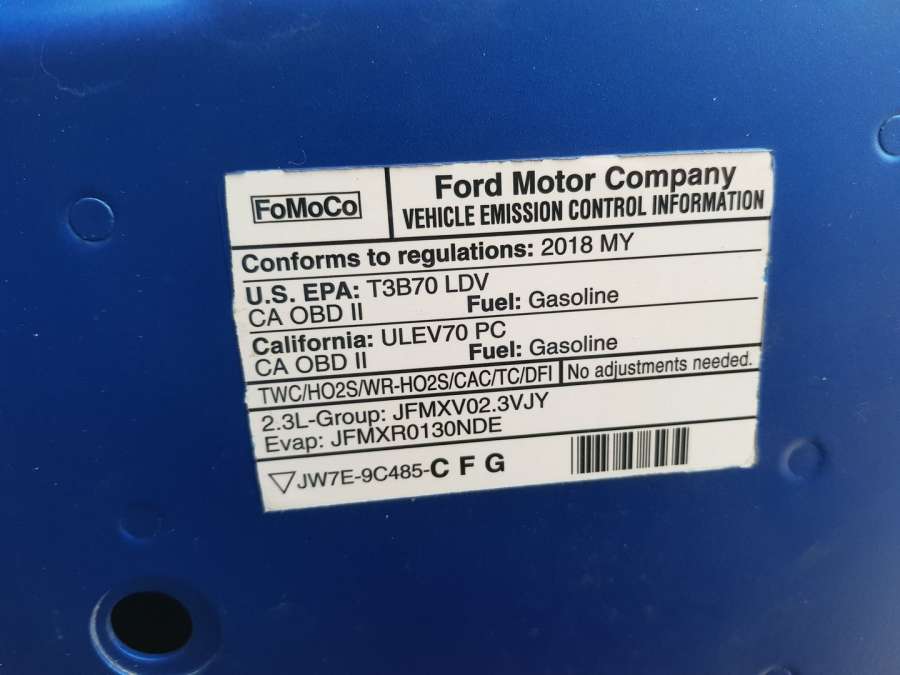 FoMoCo
Ford Motor Company
VEHICLE EMISSION CONTROL INFORMATION
Conforms to regulations: 2018 MY
U.S. EPA: T3B70 LDV
CA OBD II Fuel: Gasoline
California: ULEV70 PC
CA OBD II Fuel: Gasoline
TWC/HO2S/WR-HO2S/CAC/TC/DFI No adjustments needed.
2.3L-Group: JFMXV02.3VJY
Evap: JFMXR0130NDE
JW7E-9C485-C F G